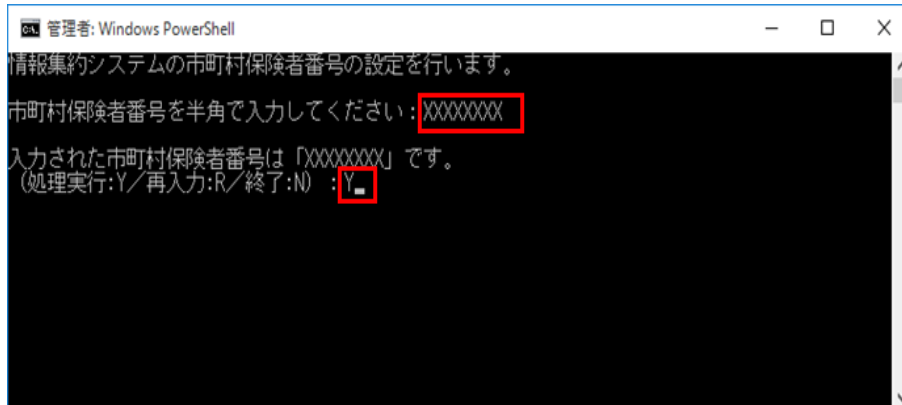 管理者: Windows PowerShell
情報集約システムの市町村保険者番号の設定を行います。
市町村保険者番号を半角で入力してください：XXXXXXXX
入力された市町村保険者番号は「XXXXXXXX」です。
（処理実行:Y／再入力:R／終了:N）：Y